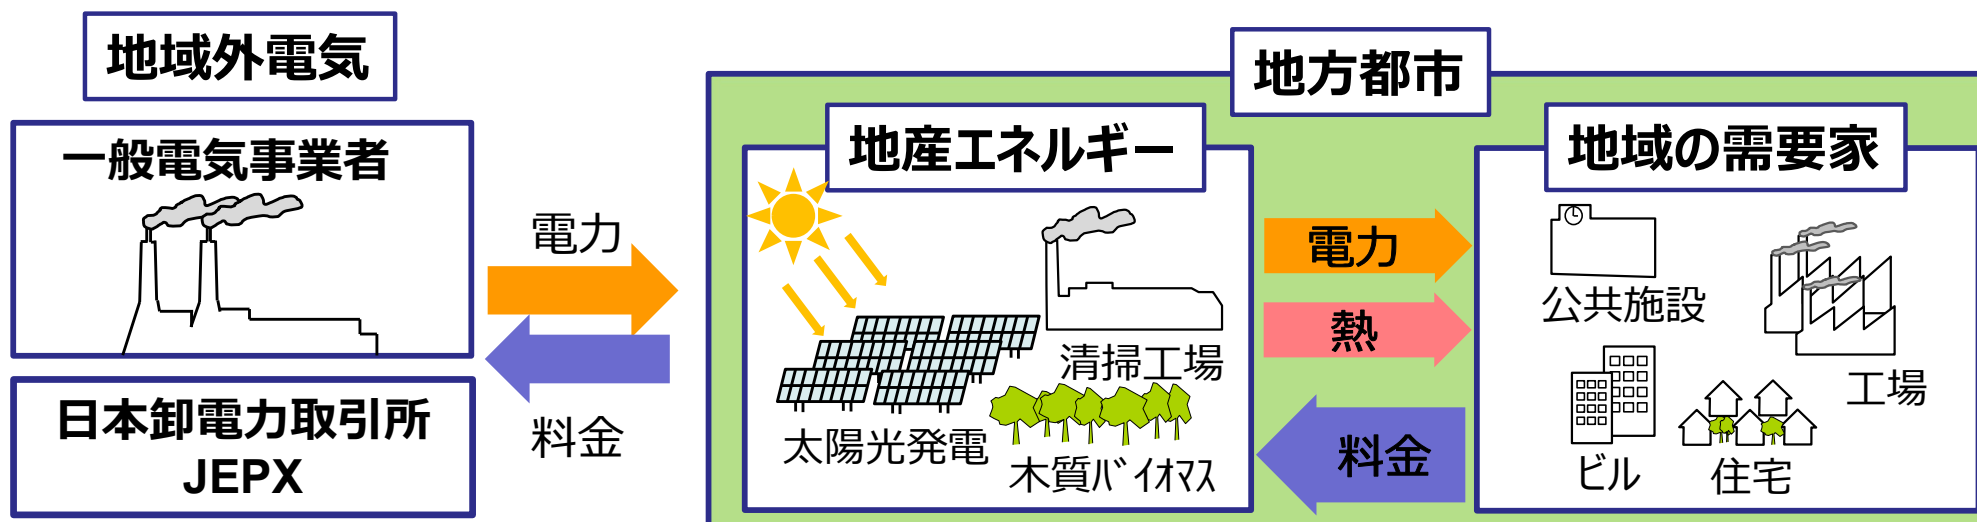 地域外電気
一般電気事業者
日本卸電力取引所
JEPX
電力
料金
地方都市
地産エネルギー
太陽光発電
清掃工場
木質バイオマス
電力
熱
料金
地域の需要家
公共施設
工場
ビル
住宅